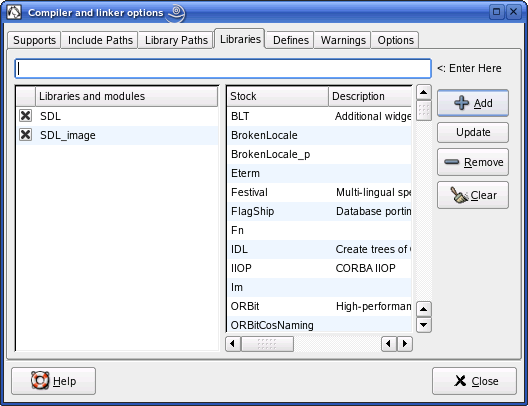 Compiler and linker options
Supports Include Paths Library Paths Libraries Defines Warnings Options
<: Enter Here
Libraries and modules
SDL
SDL_image
Stock Description
BLT Additional widge
BrokenLocale
BrokenLocale_p
Eterm
Festival Multi-lingual spe
FlagShip Database portin
Fn
IDL Create trees of
IIOP CORBA IIOP
Im
ORBit High-performan
ORBitCosNaming
Add
Update
Remove
Clear
Help
Close